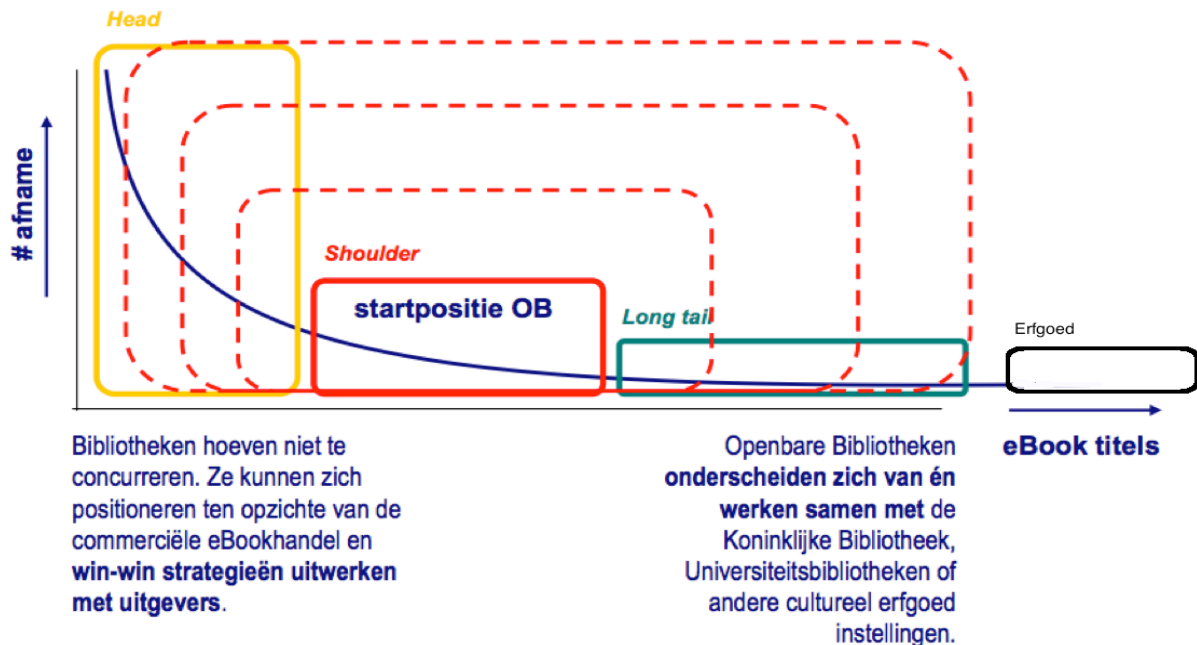 Head
# afname
Shoulder
startpositie OB
Long tail
Erfgoed
eBook titels
Bibliotheken hoeven niet te
concurreren. Ze kunnen zich
positioneren ten opzichte van de
commerciële eBookhandel en
win-win strategieën uitwerken
met uitgevers.
Openbare Bibliotheken
onderscheiden zich van én
werken samen met de
Koninklijke Bibliotheek,
Universiteitsbibliotheken of
andere cultureel erfgoed
instellingen.